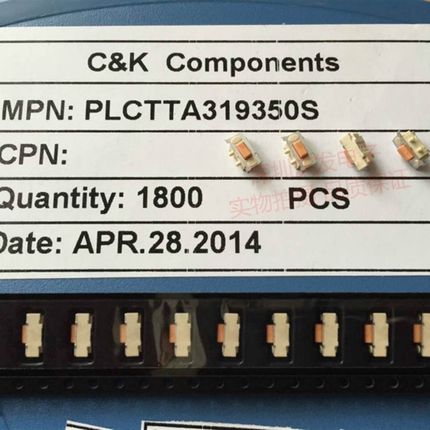 C&K Components
MPN: PLCTTA319350S
CPN:
Quantity: 1800 PCS
Date: APR.28.2014